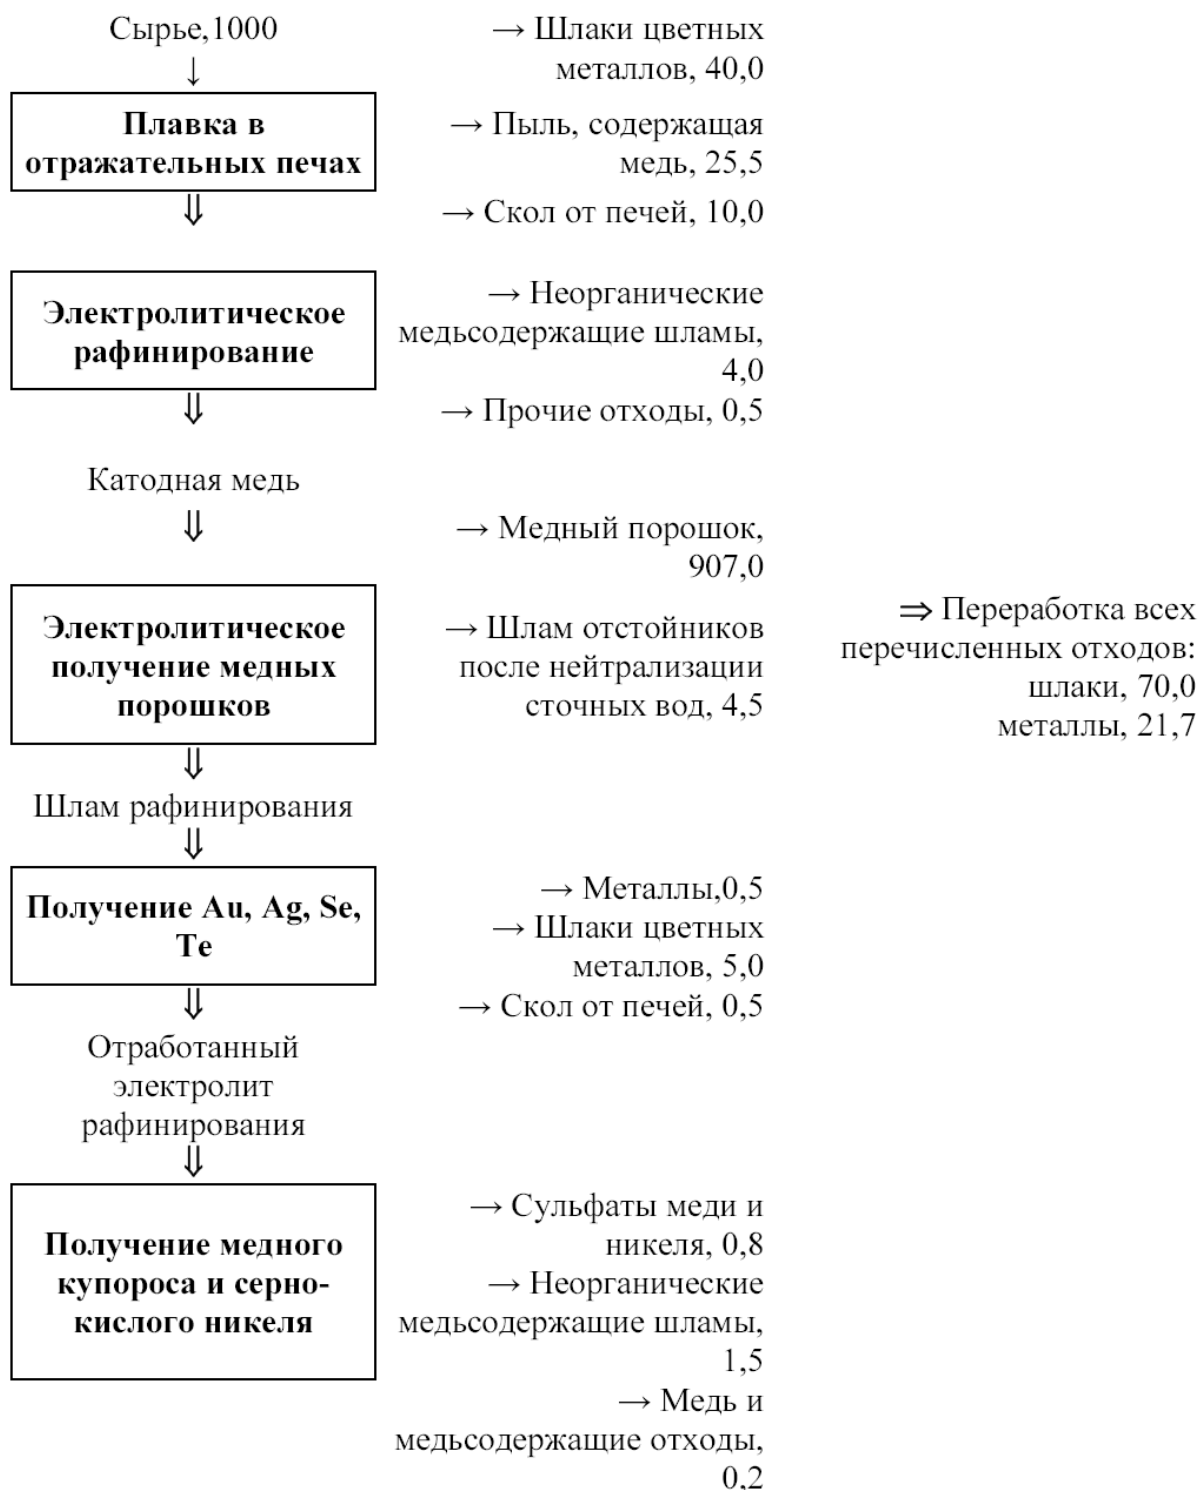 Сырье,1000
↓
Плавка в
отражательных печах
⇓
→ Шлаки цветных
металлов, 40,0
→ Пыль, содержащая
медь, 25,5
→ Скол от печей, 10,0
Электролитическое
рафинирование
⇓
→ Неорганические
медьсодержащие шламы,
4,0
→ Прочие отходы, 0,5
Катодная медь
⇓
Электролитическое
получение медных
порошков
⇓
→ Медный порошок,
907,0
→ Шлам отстойников
после нейтрализации
сточных вод, 4,5
⇒ Переработка всех
перечисленных отходов:
шлаки, 70,0
металлы, 21,7
Шлам рафинирования
⇓
Получение Au, Ag, Se,
Te
⇓
→ Металлы,0,5
→ Шлаки цветных
металлов, 5,0
→ Скол от печей, 0,5
Отработанный
электролит
рафинирования
⇓
Получение медного
купороса и серно-
кислого никеля
→ Сульфаты меди и
никеля, 0,8
→ Неорганические
медьсодержащие шламы,
1,5
→ Медь и
медьсодержащие отходы,
0,2